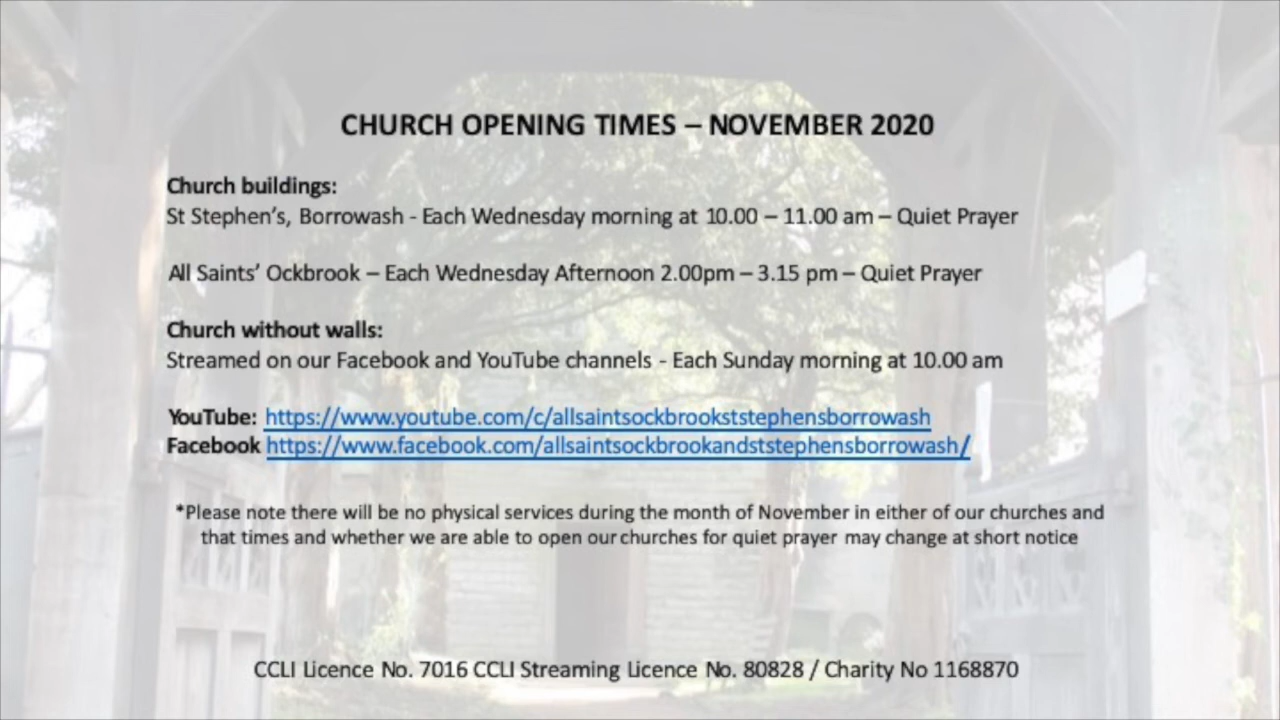 CHURCH OPENING TIMES – NOVEMBER 2020
Church buildings:
St Stephen's, Borrowash - Each Wednesday morning at 10.00 – 11.00 am – Quiet Prayer
All Saints' Ockbrook – Each Wednesday Afternoon 2.00pm – 3.15 pm – Quiet Prayer
Church without walls:
Streamed on our Facebook and YouTube channels - Each Sunday morning at 10.00 am
YouTube: https://www.youtube.com/c/allsaintsockbrookststephensborrowash
Facebook https://www.facebook.com/allsaintsockbrookandststephensborrowash/
*Please note there will be no physical services during the month of November in either of our churches and
that times and whether we are able to open our churches for quiet prayer may change at short notice
CCLI Licence No. 7016 CCLI Streaming Licence No. 80828 / Charity No 1168870